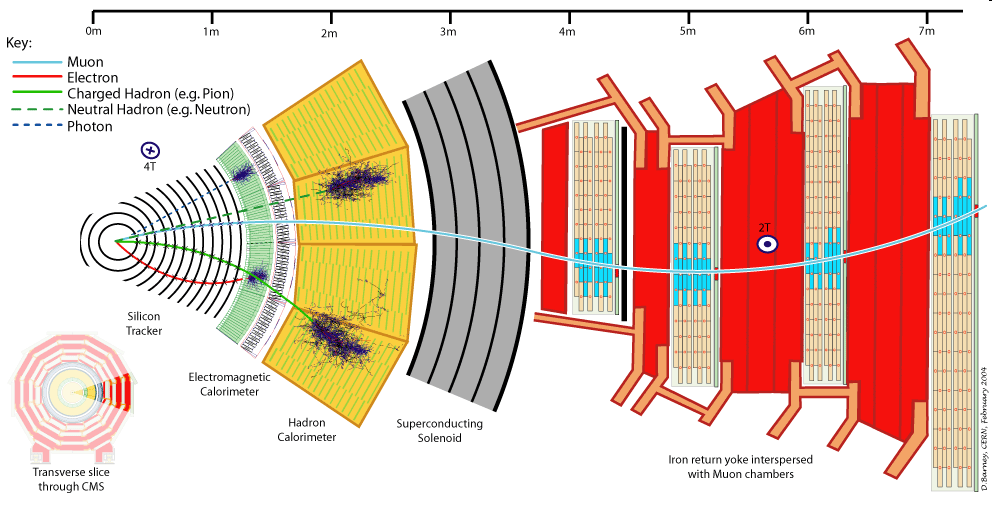 0m 1m 2m 3m 4m 5m 6m 7m
Key:
Muon
Electron
Charged Hadron (e.g. Pion)
Neutral Hadron (e.g. Neutron)
Photon
4T
2T
Silicon
Tracker
Electromagnetic
Calorimeter
Hadron
Calorimeter
Superconducting
Solenoid
Iron return yoke interspersed
with Muon chambers
Transverse slice
through CMS
D. Barney, CERN, February 2004